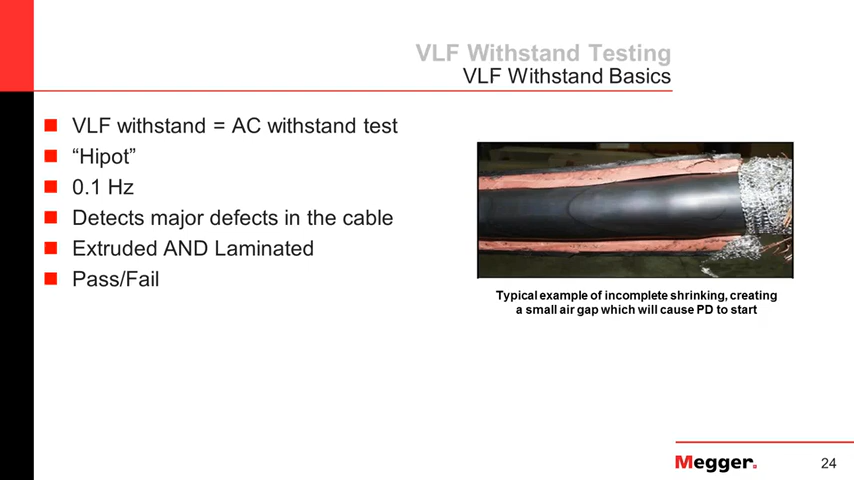 VLF Withstand Testing
VLF Withstand Basics
VLF withstand = AC withstand test
“Hipot”
0.1 Hz
Detects major defects in the cable
Extruded AND Laminated
Pass/Fail
Typical example of incomplete shrinking, creating
a small air gap which will cause PD to start
Megger.
24